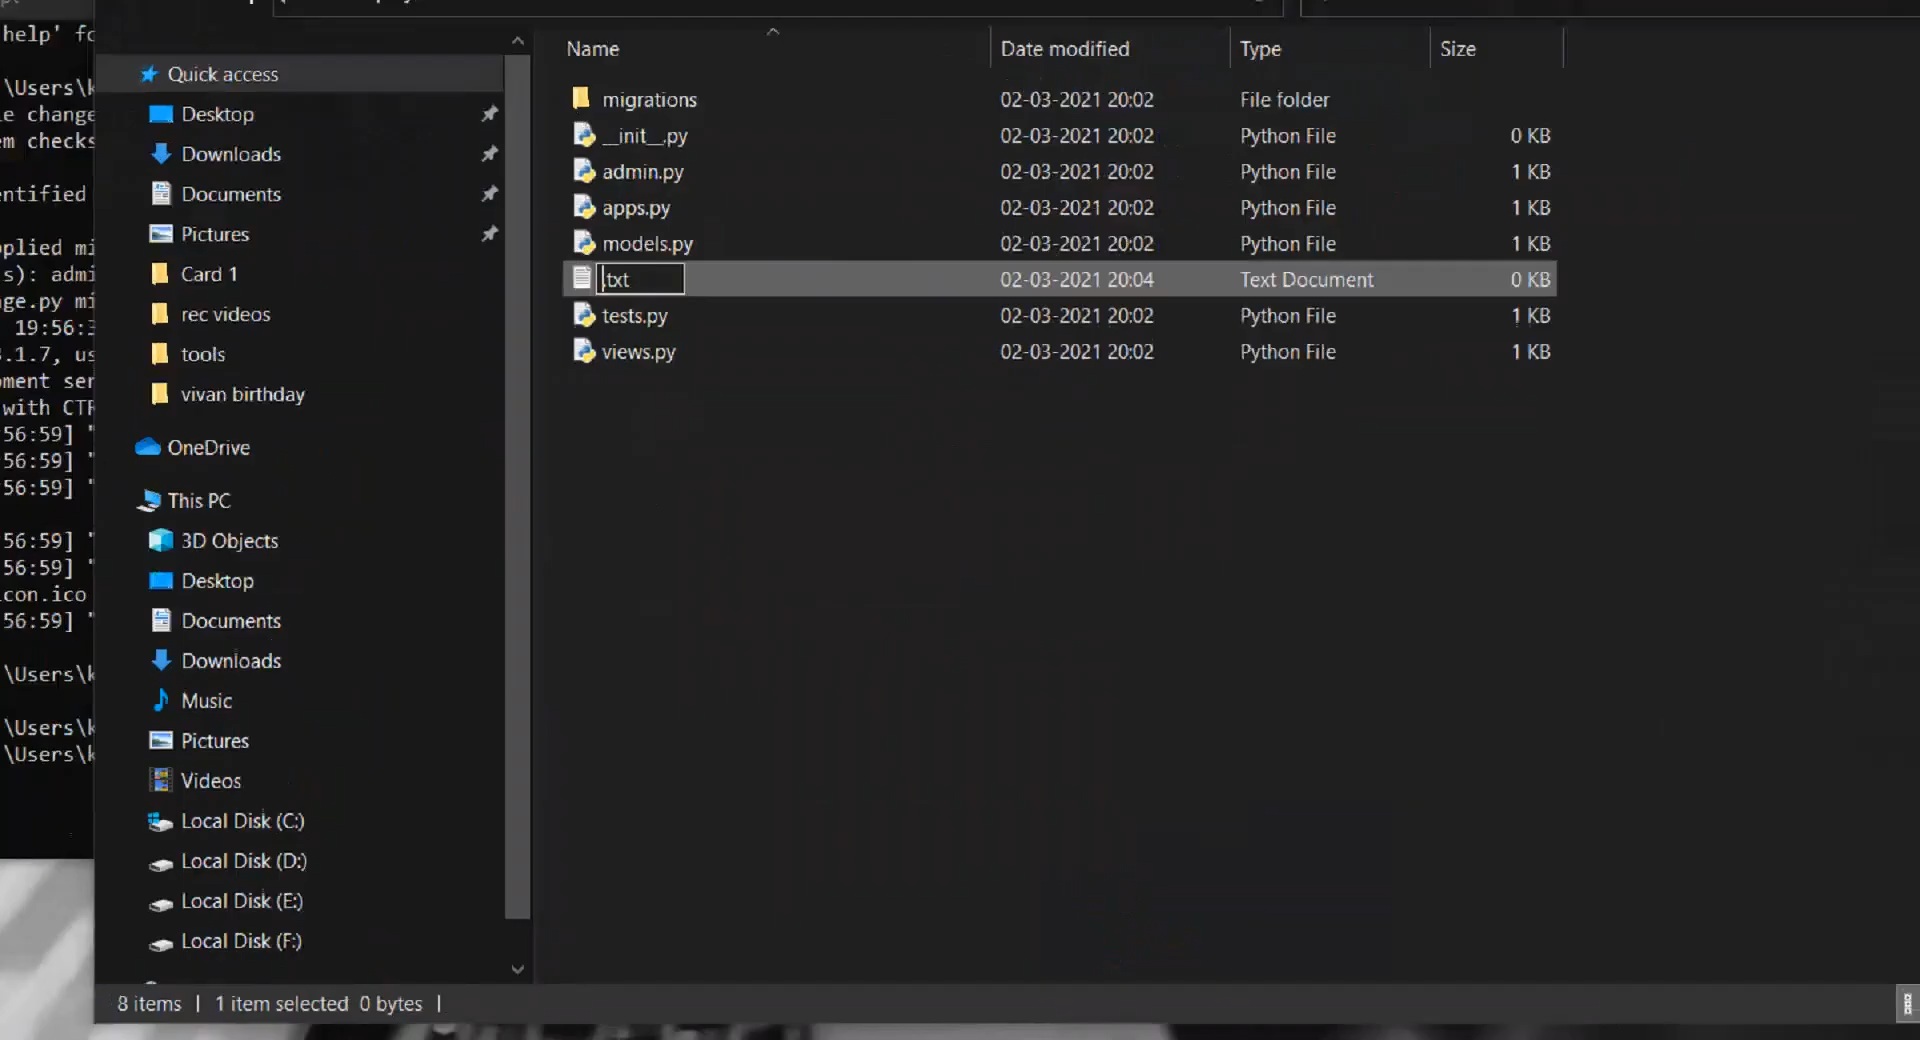 help' fo
\Users\k
le change
em checks
entified
pplied mi
s): admi
age.py mi
19:56:3
3.1.7, us
pment ser
with CTR
56:59] "
56:59] "
56:59] "
56:59] "
56:59] "
icon.ico
56:59] "
\Users\k
\Users\k
\Users\k
Quick access
Desktop
Downloads
Documents
Pictures
Card 1
rec videos
tools
vivan birthday
OneDrive
This PC
3D Objects
Desktop
Documents
Downloads
Music
Pictures
Videos
Local Disk (C:)
Local Disk (D:)
Local Disk (E:)
Local Disk (F:)
Name Date modified Type Size
migrations 02-03-2021 20:02 File folder
__init__.py 02-03-2021 20:02 Python File 0 KB
admin.py 02-03-2021 20:02 Python File 1 KB
apps.py 02-03-2021 20:02 Python File 1 KB
models.py 02-03-2021 20:02 Python File 1 KB
.txt 02-03-2021 20:04 Text Document 0 KB
tests.py 02-03-2021 20:02 Python File 1 KB
views.py 02-03-2021 20:02 Python File 1 KB
8 items | 1 item selected 0 bytes |